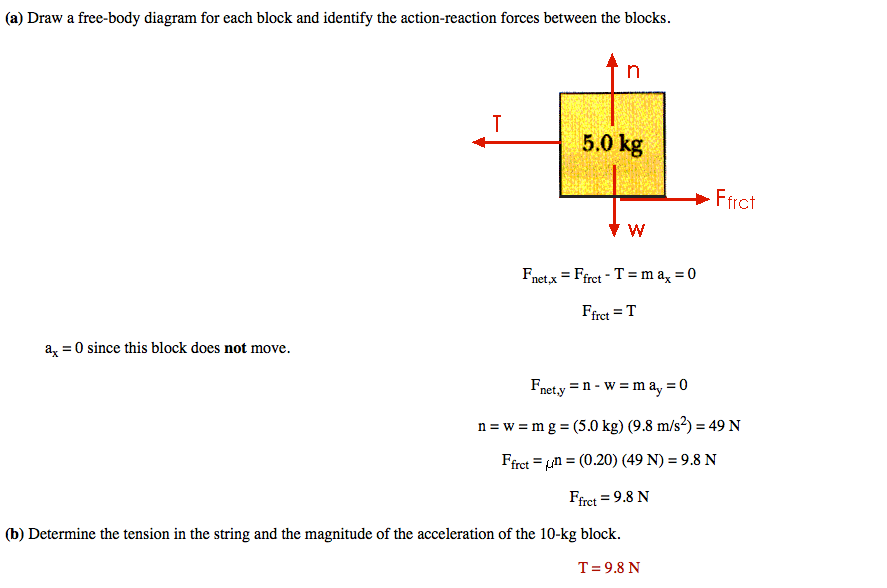 (a) Draw a free-body diagram for each block and identify the action-reaction forces between the blocks.
n
T
5.0 kg
Ffrct
w
Fnet,x = Ffrct - T = m ax = 0
Ffrct = T
ax = 0 since this block does not move.
Fnet,y = n - w = m ay = 0
n = w = m g = (5.0 kg) (9.8 m/s²) = 49 N
Ffrct = μn = (0.20) (49 N) = 9.8 N
Ffrct = 9.8 N
(b) Determine the tension in the string and the magnitude of the acceleration of the 10-kg block.
T = 9.8 N